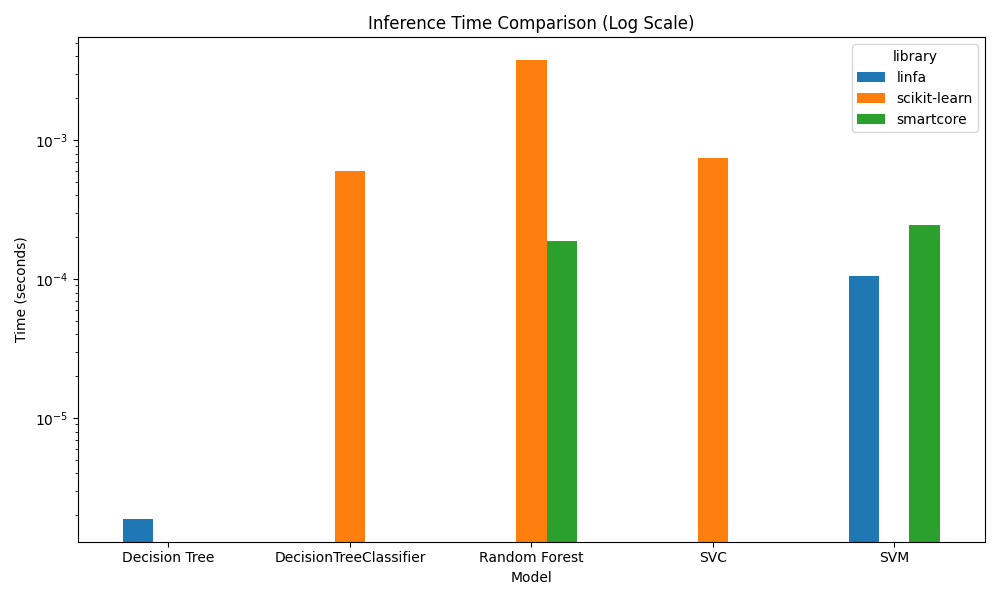 Inference Time Comparison (Log Scale)
library
linfa
scikit-learn
smartcore
Time (seconds)
10⁻³
10⁻⁴
10⁻⁵
Decision Tree
DecisionTreeClassifier
Random Forest
SVC
SVM
Model